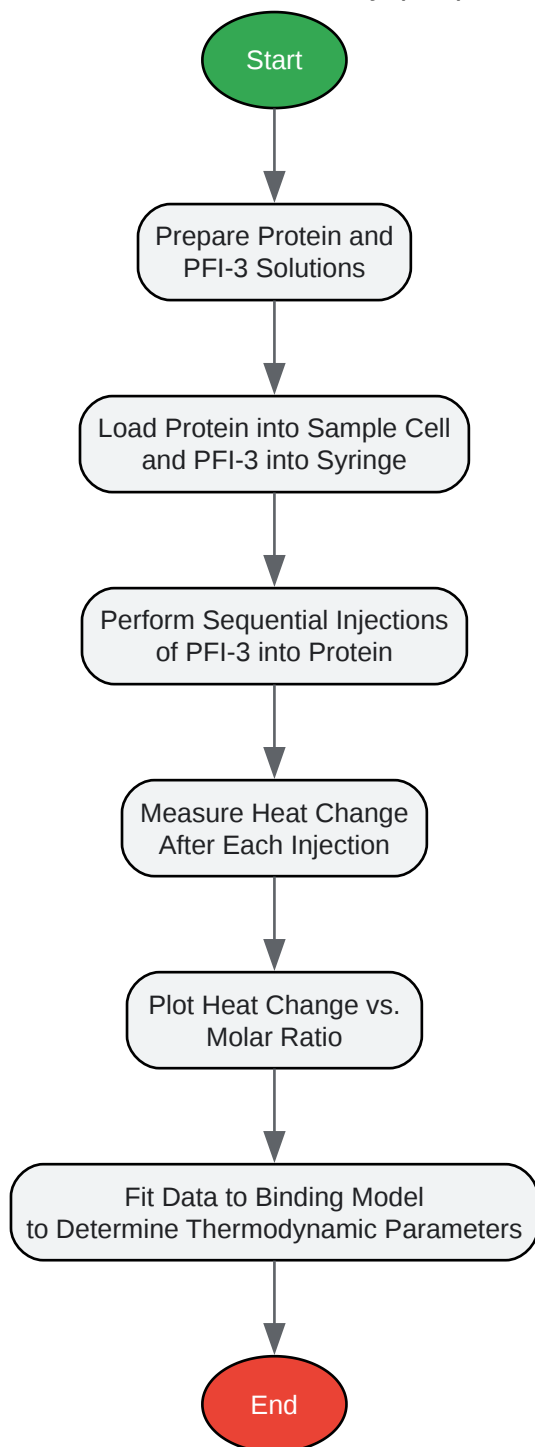 Start
Prepare Protein and
PFI-3 Solutions
Load Protein into Sample Cell
and PFI-3 into Syringe
Perform Sequential Injections
of PFI-3 into Protein
Measure Heat Change
After Each Injection
Plot Heat Change vs.
Molar Ratio
Fit Data to Binding Model
to Determine Thermodynamic Parameters
End